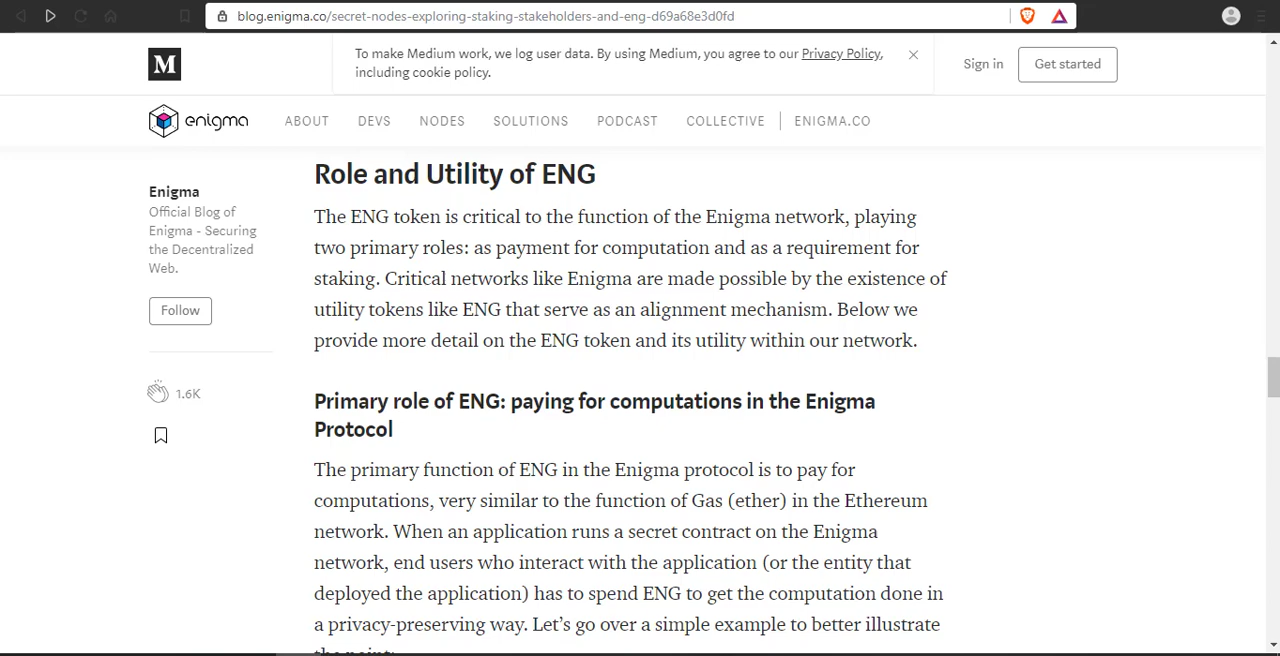 blog.enigma.co/secret-nodes-exploring-staking-stakeholders-and-eng-d69a68e3d0fd
M
To make Medium work, we log user data. By using Medium, you agree to our Privacy Policy,
including cookie policy.
Sign in
Get started
enigma
ABOUT DEVS NODES SOLUTIONS PODCAST COLLECTIVE ENIGMA.CO
Enigma
Official Blog of
Enigma - Securing
the Decentralized
Web.
Follow
1.6K
Role and Utility of ENG
The ENG token is critical to the function of the Enigma network, playing
two primary roles: as payment for computation and as a requirement for
staking. Critical networks like Enigma are made possible by the existence of
utility tokens like ENG that serve as an alignment mechanism. Below we
provide more detail on the ENG token and its utility within our network.
Primary role of ENG: paying for computations in the Enigma
Protocol
The primary function of ENG in the Enigma protocol is to pay for
computations, very similar to the function of Gas (ether) in the Ethereum
network. When an application runs a secret contract on the Enigma
network, end users who interact with the application (or the entity that
deployed the application) has to spend ENG to get the computation done in
a privacy-preserving way. Let’s go over a simple example to better illustrate